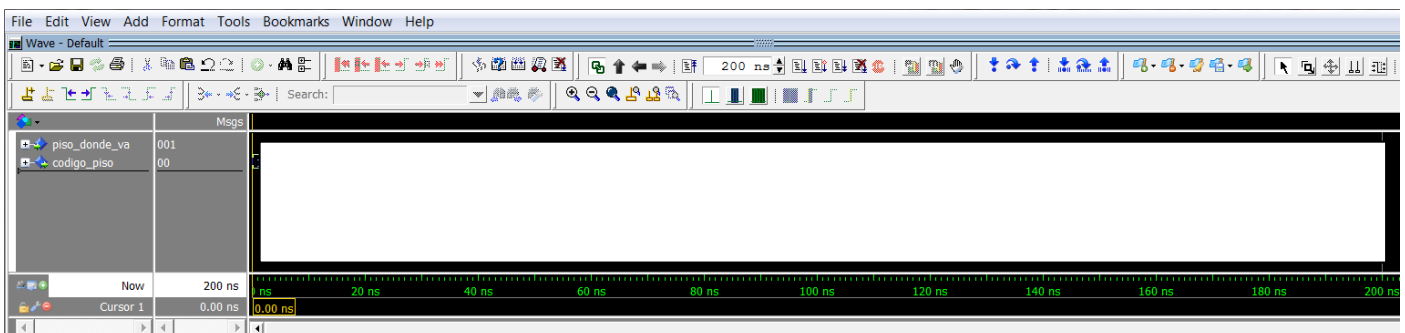 File Edit View Add Format Tools Bookmarks Window Help
Wave - Default
200 ns
Search:
Msgs
piso_donde_va 001
codigo_piso 00
Now 200 ns
ns 20 ns 40 ns 60 ns 80 ns 100 ns 120 ns 140 ns 160 ns 180 ns 200 ns
Cursor 1 0.00 ns 0.00 ns